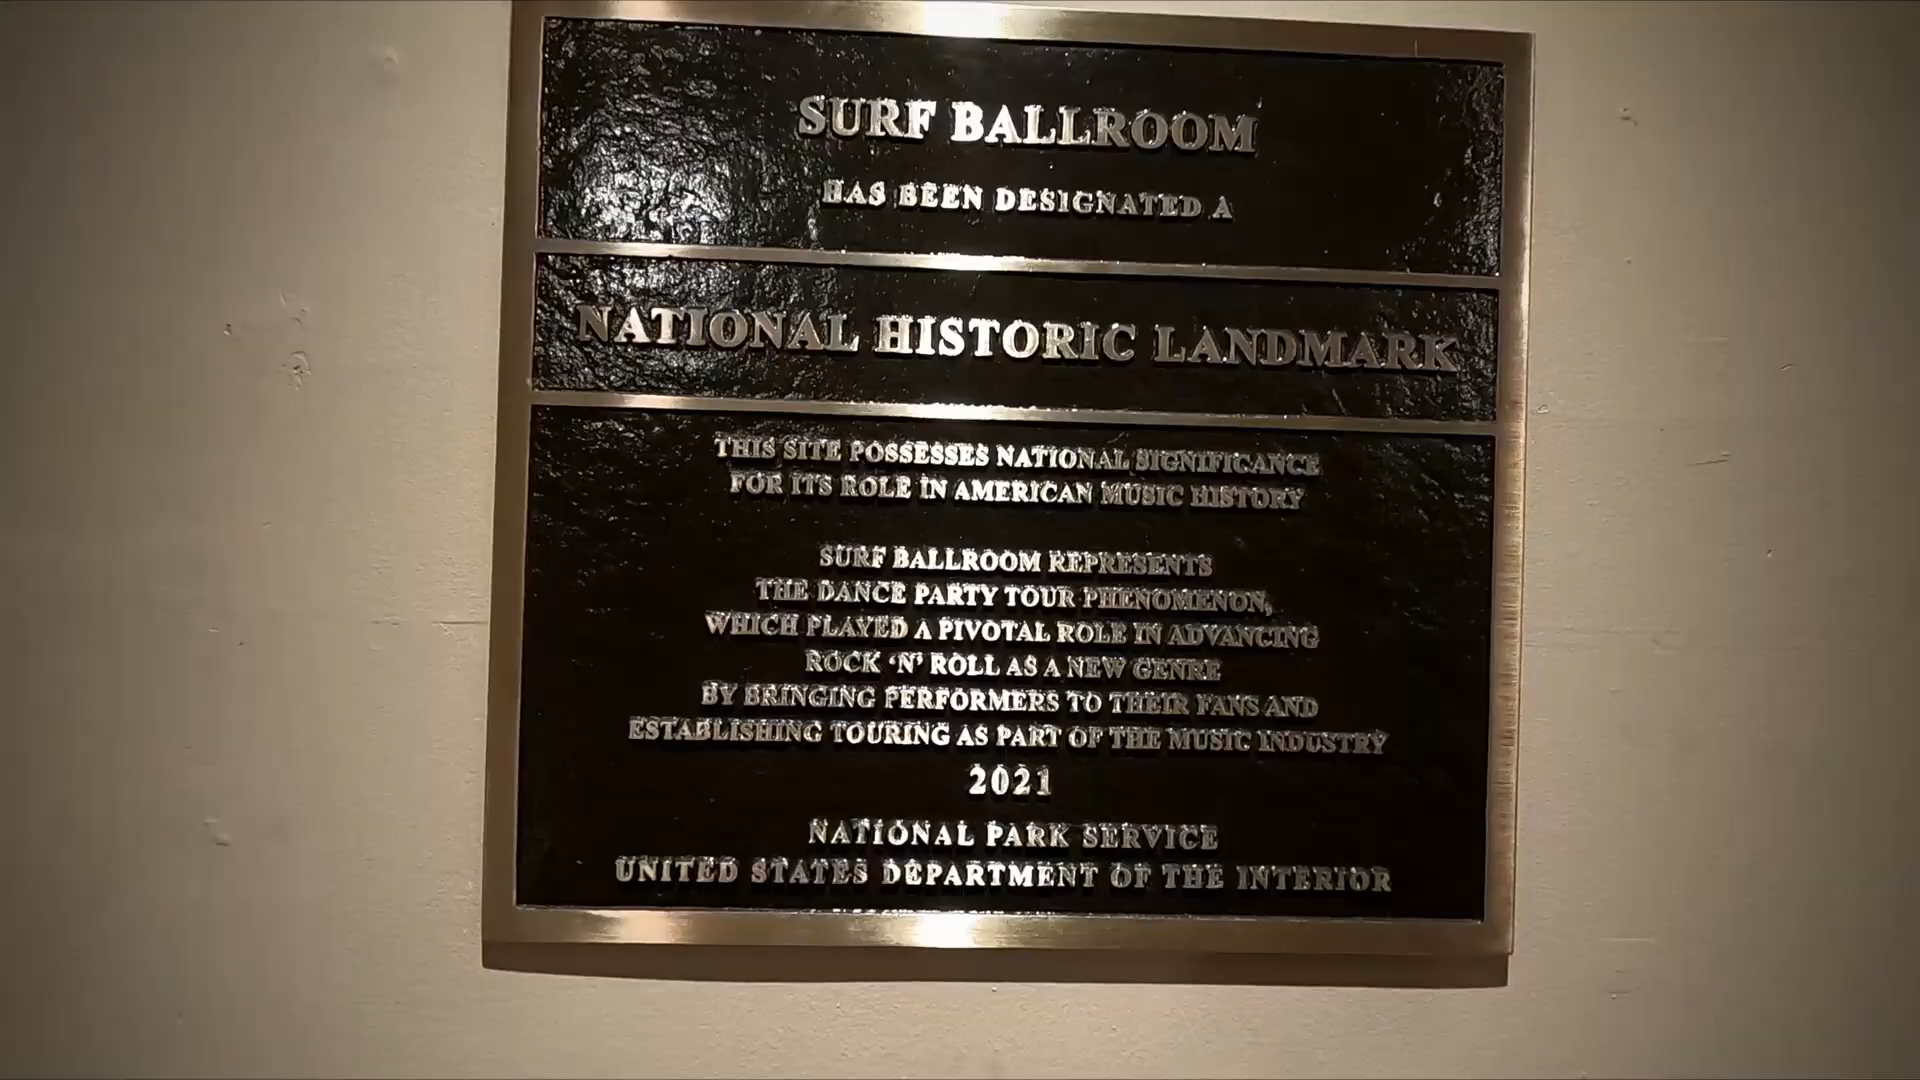 SURF BALLROOM
HAS BEEN DESIGNATED A
NATIONAL HISTORIC LANDMARK
THIS SITE POSSESSES NATIONAL SIGNIFICANCE
FOR ITS ROLE IN AMERICAN MUSIC HISTORY
SURF BALLROOM REPRESENTS
THE DANCE PARTY TOUR PHENOMENON,
WHICH PLAYED A PIVOTAL ROLE IN ADVANCING
ROCK ‘N’ ROLL AS A NEW GENRE
BY BRINGING PERFORMERS TO THEIR FANS AND
ESTABLISHING TOURING AS PART OF THE MUSIC INDUSTRY
2021
NATIONAL PARK SERVICE
UNITED STATES DEPARTMENT OF THE INTERIOR